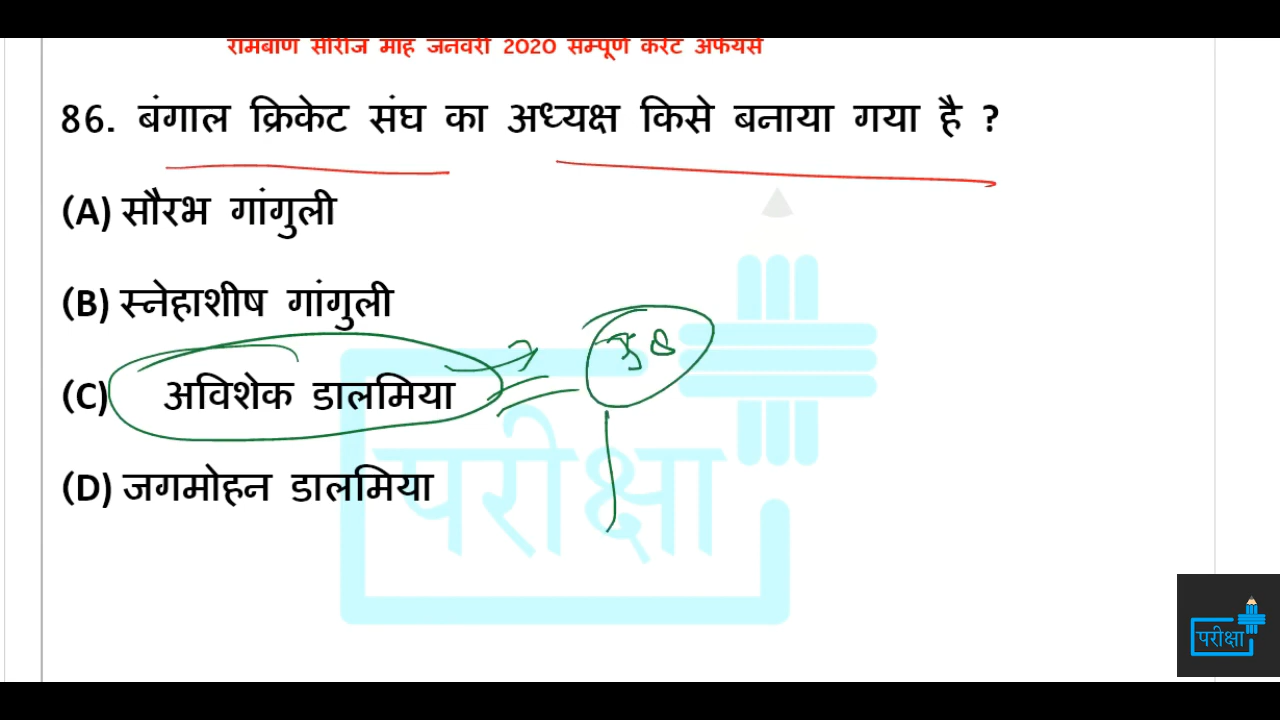 रामबाण सीरीज माह जनवरी 2020 सम्पूर्ण करेंट अफेयर्स
86. बंगाल क्रिकेट संघ का अध्यक्ष किसे बनाया गया है ?
(A) सौरभ गांगुली
(B) स्नेहाशीष गांगुली
(C) अविशेक डालमिया
(D) जगमोहन डालमिया
परीक्षा
परीक्षा